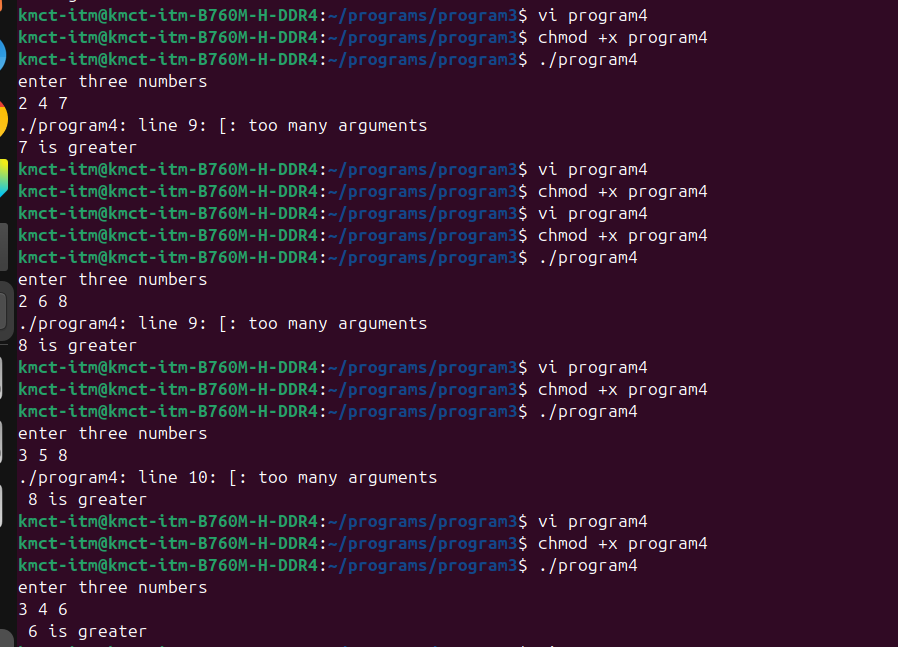 kmct-itm@kmct-itm-B760M-H-DDR4:~/programs/program3$ vi program4
kmct-itm@kmct-itm-B760M-H-DDR4:~/programs/program3$ chmod +x program4
kmct-itm@kmct-itm-B760M-H-DDR4:~/programs/program3$ ./program4
enter three numbers
2 4 7
./program4: line 9: [: too many arguments
7 is greater
kmct-itm@kmct-itm-B760M-H-DDR4:~/programs/program3$ vi program4
kmct-itm@kmct-itm-B760M-H-DDR4:~/programs/program3$ chmod +x program4
kmct-itm@kmct-itm-B760M-H-DDR4:~/programs/program3$ vi program4
kmct-itm@kmct-itm-B760M-H-DDR4:~/programs/program3$ chmod +x program4
kmct-itm@kmct-itm-B760M-H-DDR4:~/programs/program3$ ./program4
enter three numbers
2 6 8
./program4: line 9: [: too many arguments
8 is greater
kmct-itm@kmct-itm-B760M-H-DDR4:~/programs/program3$ vi program4
kmct-itm@kmct-itm-B760M-H-DDR4:~/programs/program3$ chmod +x program4
kmct-itm@kmct-itm-B760M-H-DDR4:~/programs/program3$ ./program4
enter three numbers
3 5 8
./program4: line 10: [: too many arguments
 8 is greater
kmct-itm@kmct-itm-B760M-H-DDR4:~/programs/program3$ vi program4
kmct-itm@kmct-itm-B760M-H-DDR4:~/programs/program3$ chmod +x program4
kmct-itm@kmct-itm-B760M-H-DDR4:~/programs/program3$ ./program4
enter three numbers
3 4 6
 6 is greater